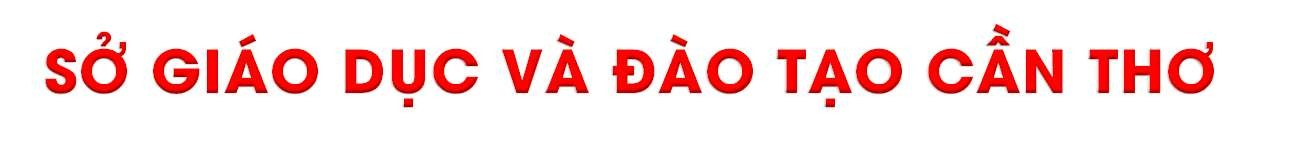 SỞ GIÁO DỤC VÀ ĐÀO TẠO CẦN THƠ